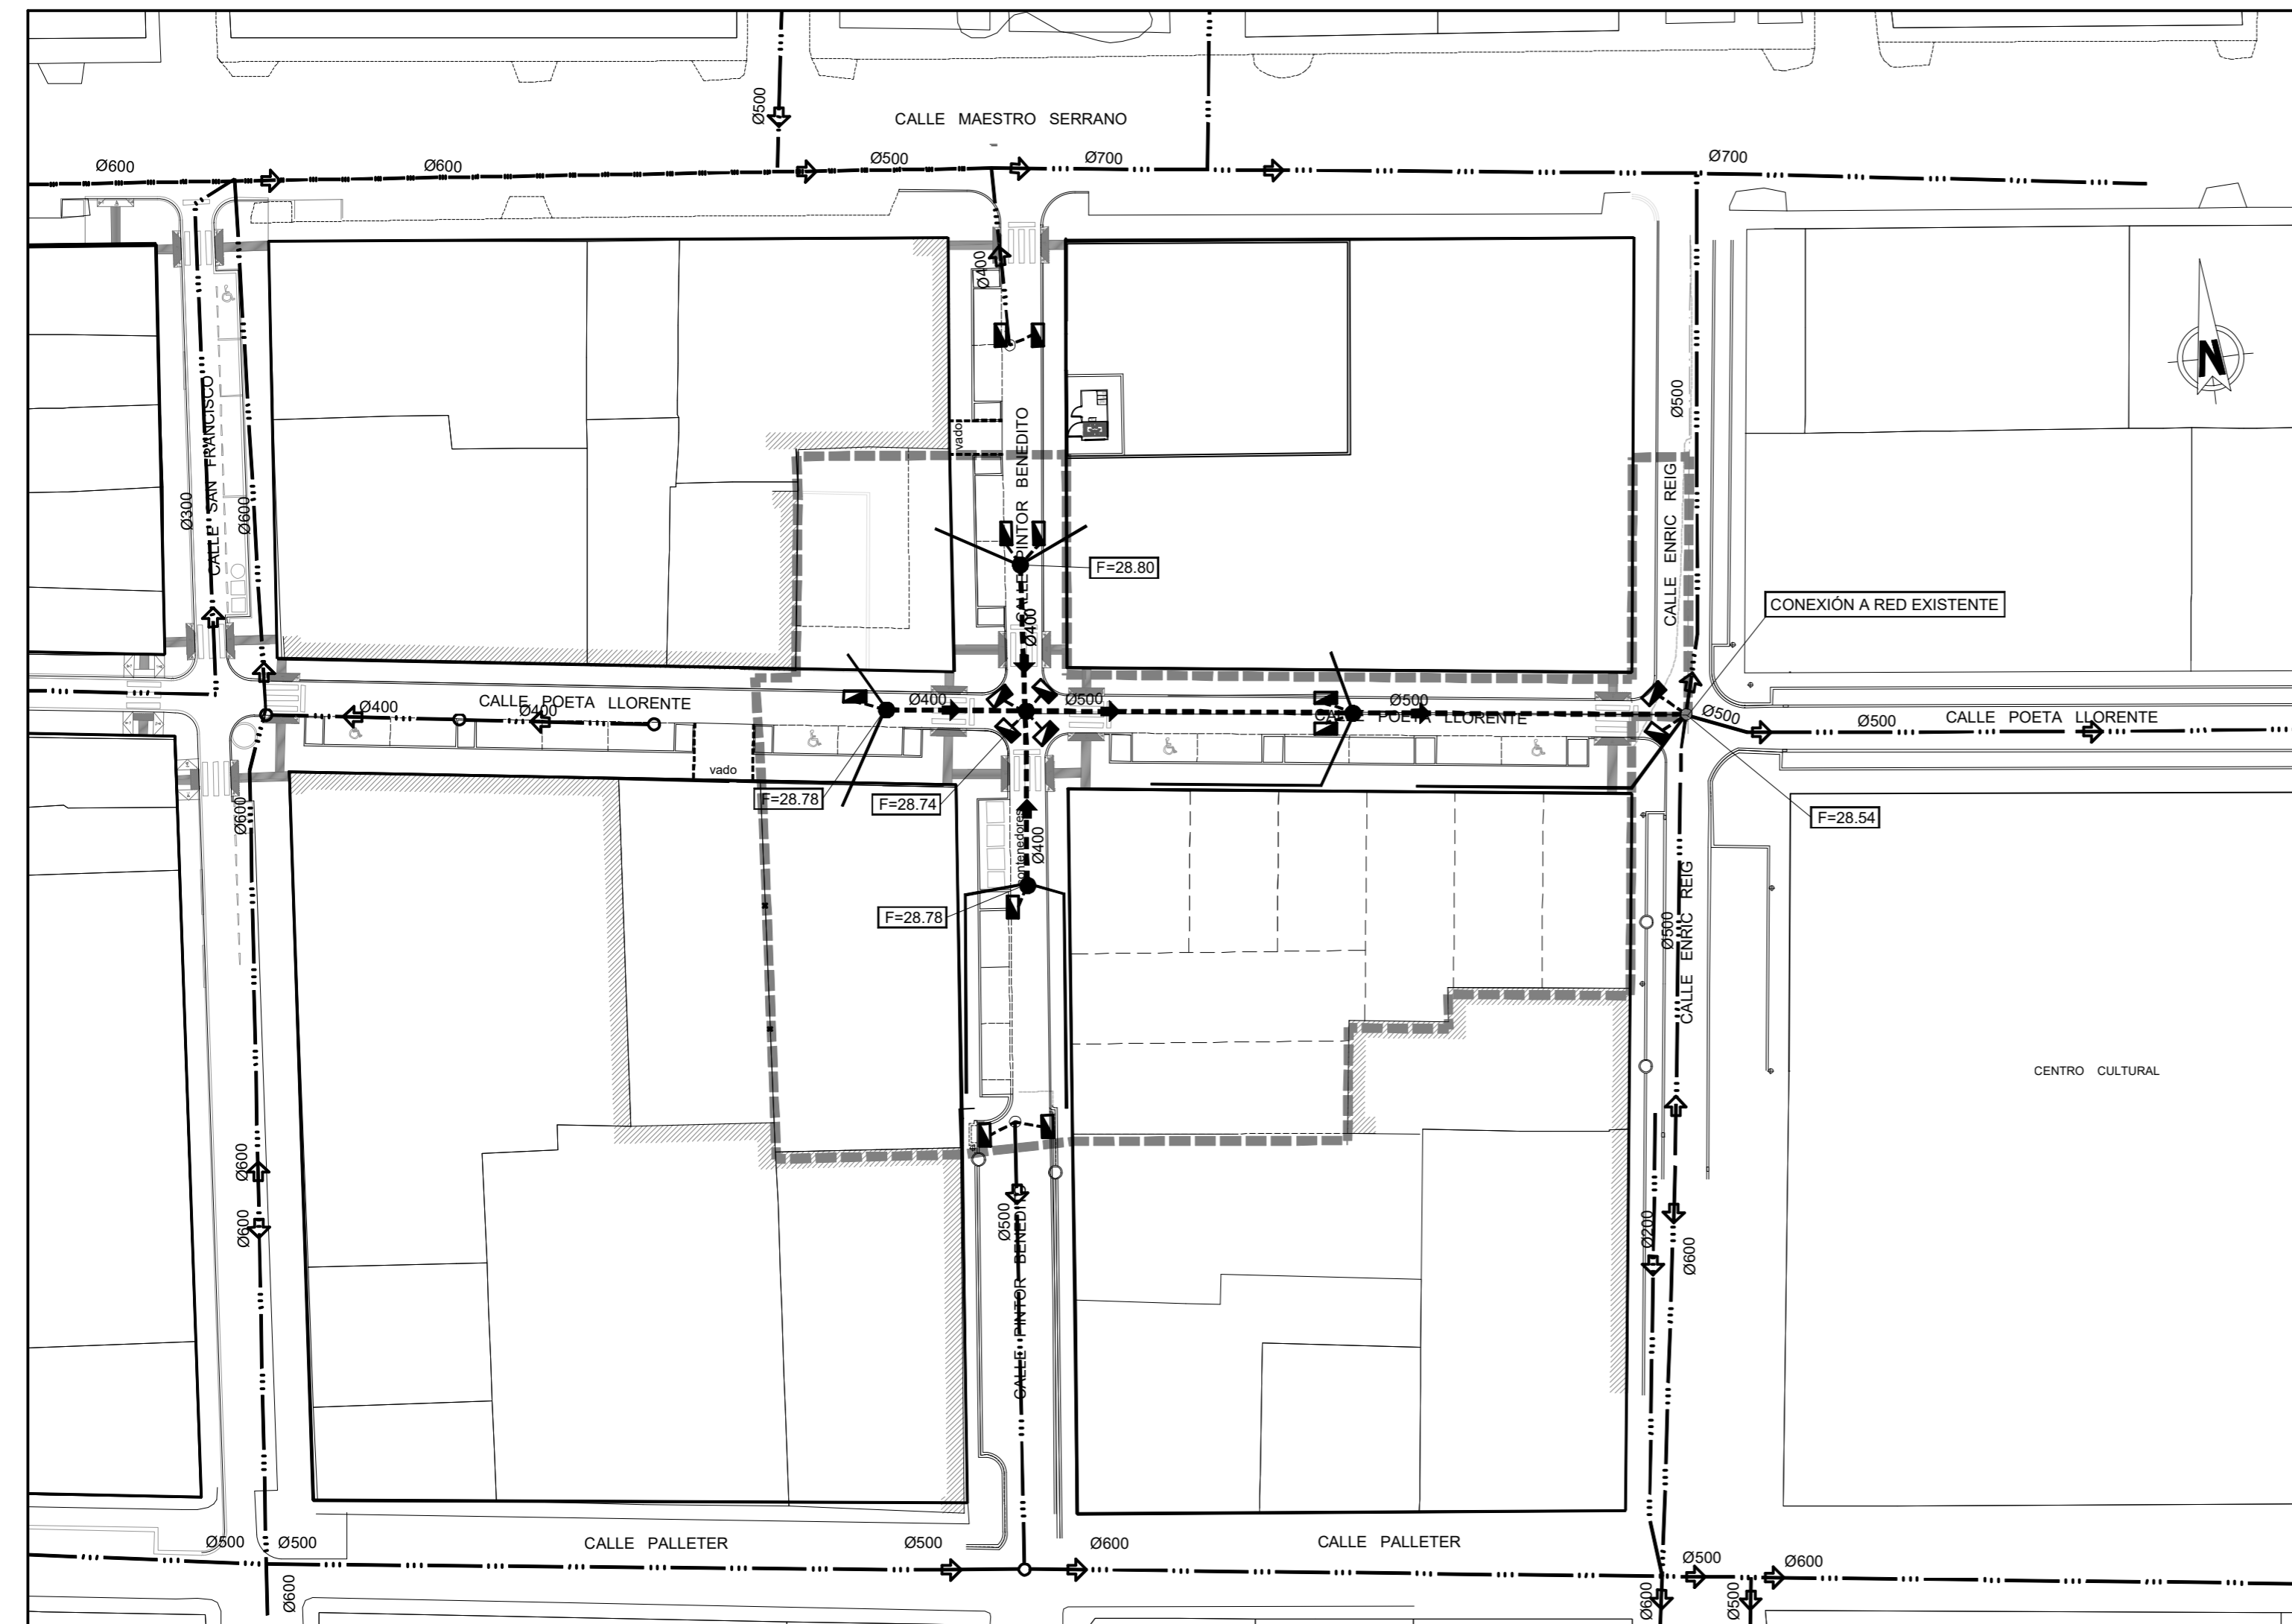 Ø500
CALLE MAESTRO SERRANO
Ø600
Ø600
Ø500
Ø700
Ø700
Ø400
N
CALLE SAN FRANCISCO
Ø300
Ø600
vado
CALLE PINTOR BENEDITO
Ø500
CALLE ENRIC REIG
F=28.80
CONEXIÓN A RED EXISTENTE
Ø400
CALLE POETA LLORENTE
Ø400
Ø400
Ø400
Ø500
Ø500
CALLE POETA LLORENTE
Ø500
Ø500
CALLE POETA LLORENTE
vado
F=28.78
F=28.74
F=28.54
Ø600
contenedores
Ø400
F=28.78
Ø500
CALLE ENRIC REIG
CENTRO CULTURAL
Ø600
Ø600
Ø500
CALLE PINTOR BENEDITO
Ø200
Ø600
Ø500
Ø500
CALLE PALLETER
Ø500
Ø600
CALLE PALLETER
Ø500
Ø600
Ø600
Ø600
Ø500